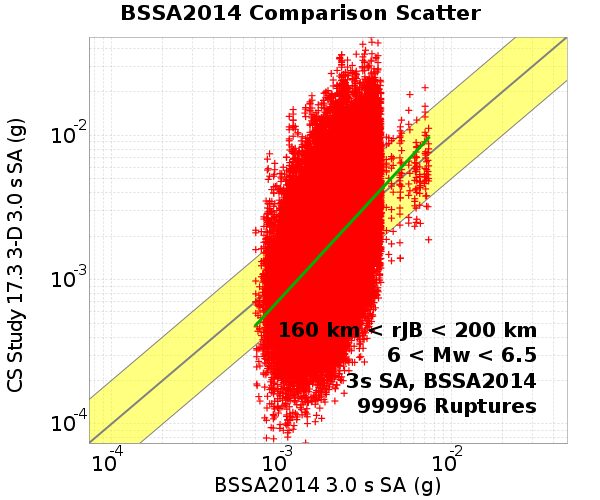 BSSA2014 Comparison Scatter
CS Study 17.3 3-D 3.0 s SA (g)
10-2
10-3
10-4
160 km < rJB < 200 km
6 < Mw < 6.5
3s SA, BSSA2014
99996 Ruptures
10-4 10-3 10-2
BSSA2014 3.0 s SA (g)